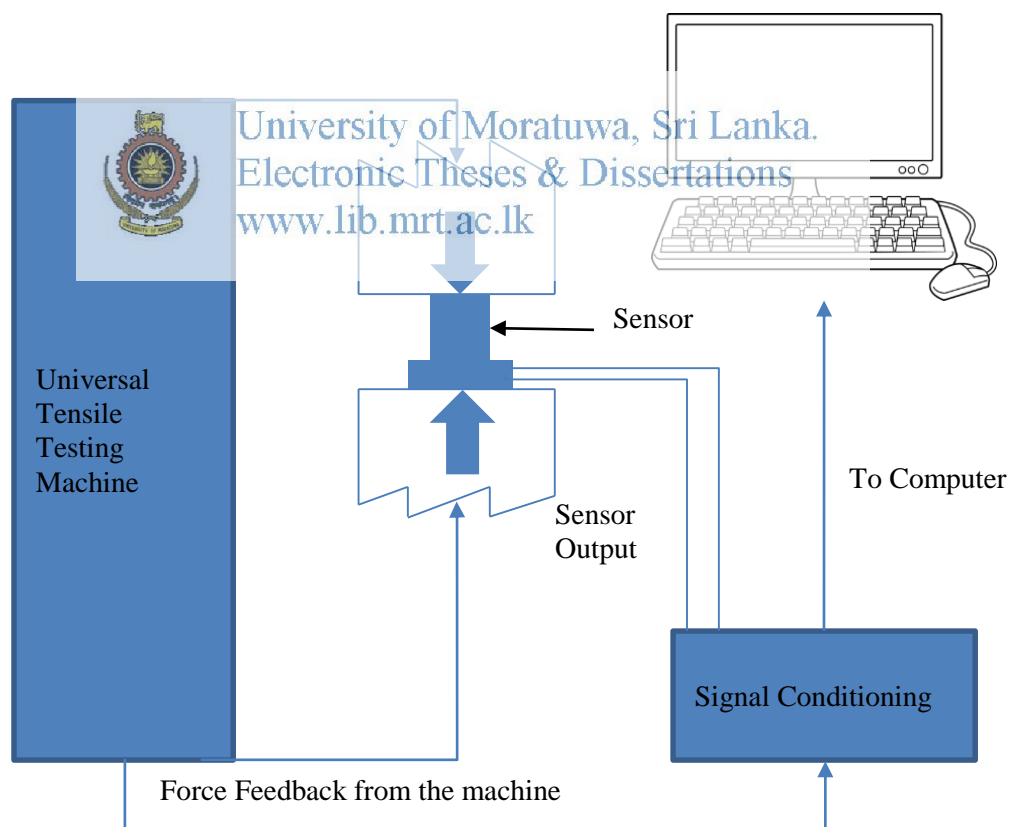 University of Moratuwa, Sri Lanka.
Electronic Theses & Dissertations
www.lib.mrt.ac.lk
Sensor
Universal
Tensile
Testing
Machine
To Computer
Sensor
Output
Signal Conditioning
Force Feedback from the machine